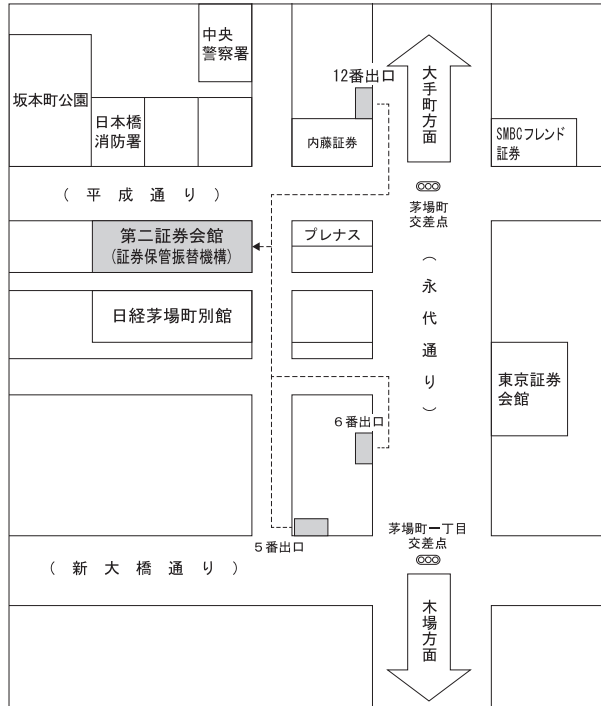 中央
警察署
坂本町公園
日本橋
消防署
12番出口
内藤証券
大手町方面
SMBCフレンド
証券
(平成通り)
茅場町
交差点
第二証券会館
(証券保管振替機構)
プレナス
(永代通り)
日経茅場町別館
東京証券
会館
6番出口
5番出口
茅場町一丁目
交差点
(新大橋通り)
木場方面